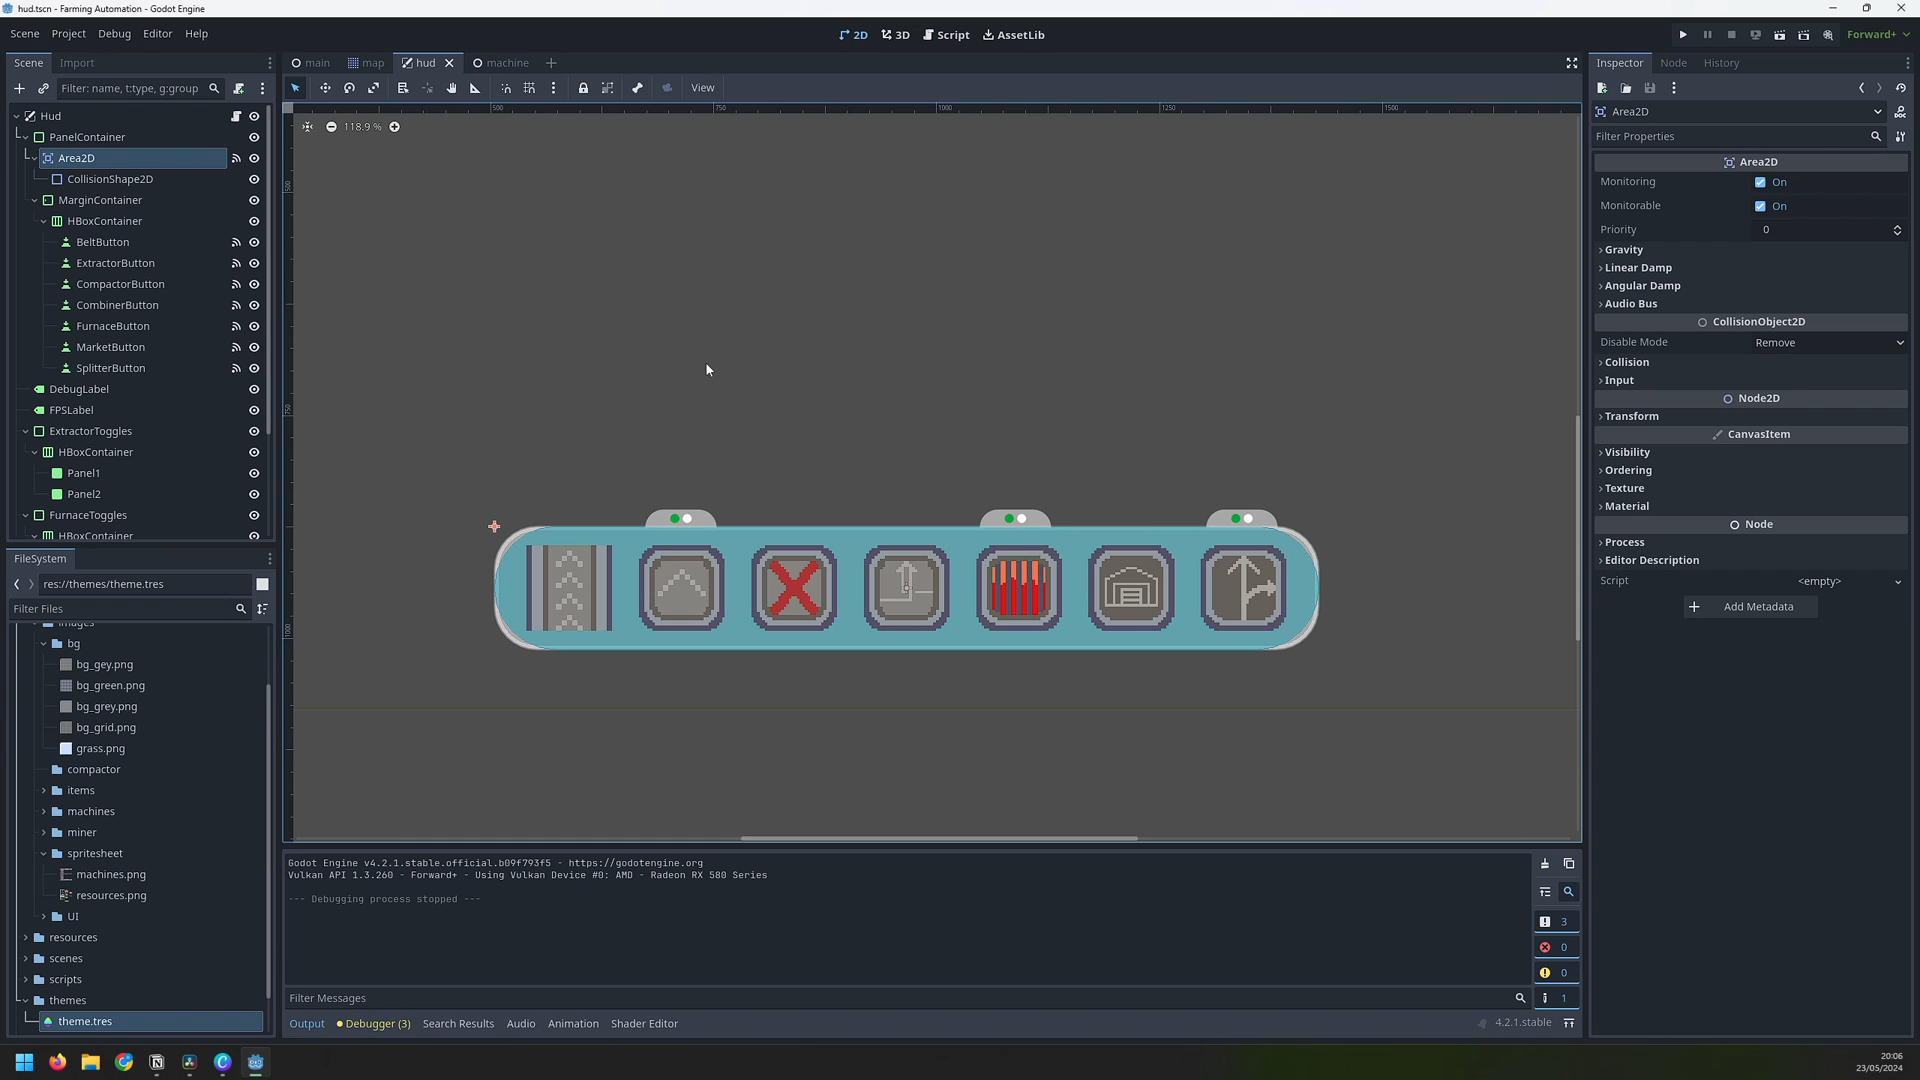 hud.tscn - Farming Automation - Godot Engine
Scene Project Debug Editor Help
2D 3D Script AssetLib
Forward+
Scene Import
main map hud machine
Inspector Node History
Filter: name, t:type, g:group
View
Hud
PanelContainer
Area2D
CollisionShape2D
MarginContainer
HBoxContainer
BeltButton
ExtractorButton
CompactorButton
CombinerButton
FurnaceButton
MarketButton
SplitterButton
DebugLabel
FPSLabel
ExtractorToggles
HBoxContainer
Panel1
Panel2
FurnaceToggles
HBoxContainer
FileSystem
res://themes/theme.tres
Filter Files
images
bg
bg_gey.png
bg_green.png
bg_grey.png
bg_grid.png
grass.png
compactor
items
machines
miner
spritesheet
machines.png
resources.png
UI
resources
scenes
scripts
themes
theme.tres
500 750 1000 1250 1500
118.9 %
500
750
1000
Godot Engine v4.2.1.stable.official.b09f793f5 - https://godotengine.org
Vulkan API 1.3.260 - Forward+ - Using Vulkan Device #0: AMD - Radeon RX 580 Series
--- Debugging process stopped ---
3
0
0
1
Filter Messages
Output Debugger (3) Search Results Audio Animation Shader Editor
4.2.1.stable
Area2D
Filter Properties
Area2D
Monitoring On
Monitorable On
Priority 0
Gravity
Linear Damp
Angular Damp
Audio Bus
CollisionObject2D
Disable Mode Remove
Collision
Input
Node2D
Transform
CanvasItem
Visibility
Ordering
Texture
Material
Node
Process
Editor Description
Script <empty>
Add Metadata
20:06
23/05/2024